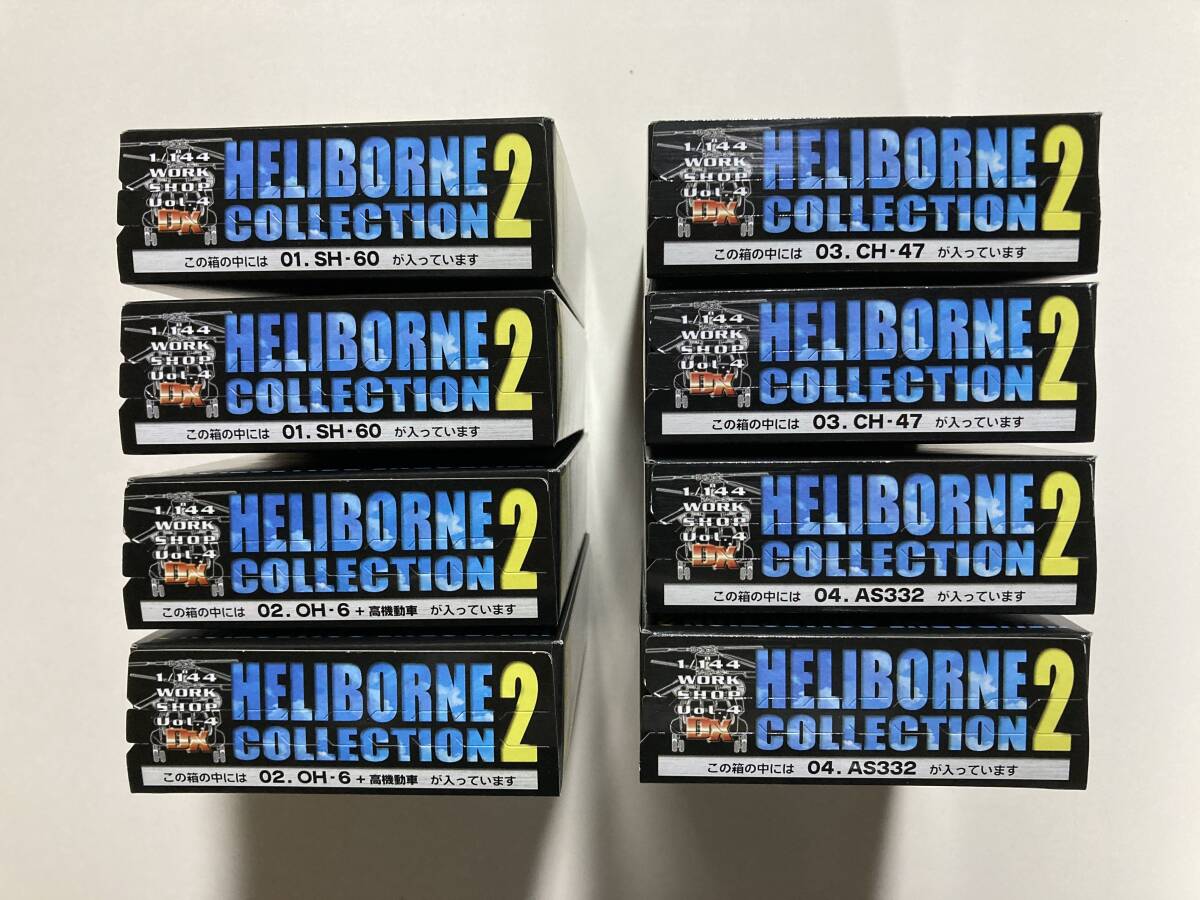 1/144
WORK
SHOP
Vol.4
DX
HELIBORNE
COLLECTION 2
この箱の中には 01.SH-60 が入っています
1/144
WORK
SHOP
Vol.4
DX
HELIBORNE
COLLECTION 2
この箱の中には 01.SH-60 が入っています
1/144
WORK
SHOP
Vol.4
DX
HELIBORNE
COLLECTION 2
この箱の中には 02.OH-6+高機動車 が入っています
1/144
WORK
SHOP
Vol.4
DX
HELIBORNE
COLLECTION 2
この箱の中には 02.OH-6+高機動車 が入っています
1/144
WORK
SHOP
Vol.4
DX
HELIBORNE
COLLECTION 2
この箱の中には 03.CH-47 が入っています
1/144
WORK
SHOP
Vol.4
DX
HELIBORNE
COLLECTION 2
この箱の中には 03.CH-47 が入っています
1/144
WORK
SHOP
Vol.4
DX
HELIBORNE
COLLECTION 2
この箱の中には 04.AS332 が入っています
1/144
WORK
SHOP
Vol.4
DX
HELIBORNE
COLLECTION 2
この箱の中には 04.AS332 が入っています